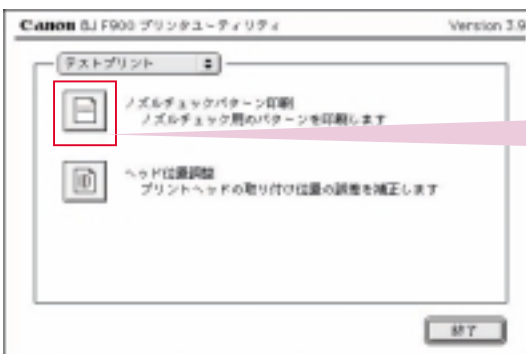 Canon BJ F900 プリンタユーティリティ
Version 3.9
テストプリント
ノズルチェックパターン印刷
ノズルチェック用のパターンを印刷します
ヘッド位置調整
プリントヘッドの取り付け位置の誤差を補正します
終了